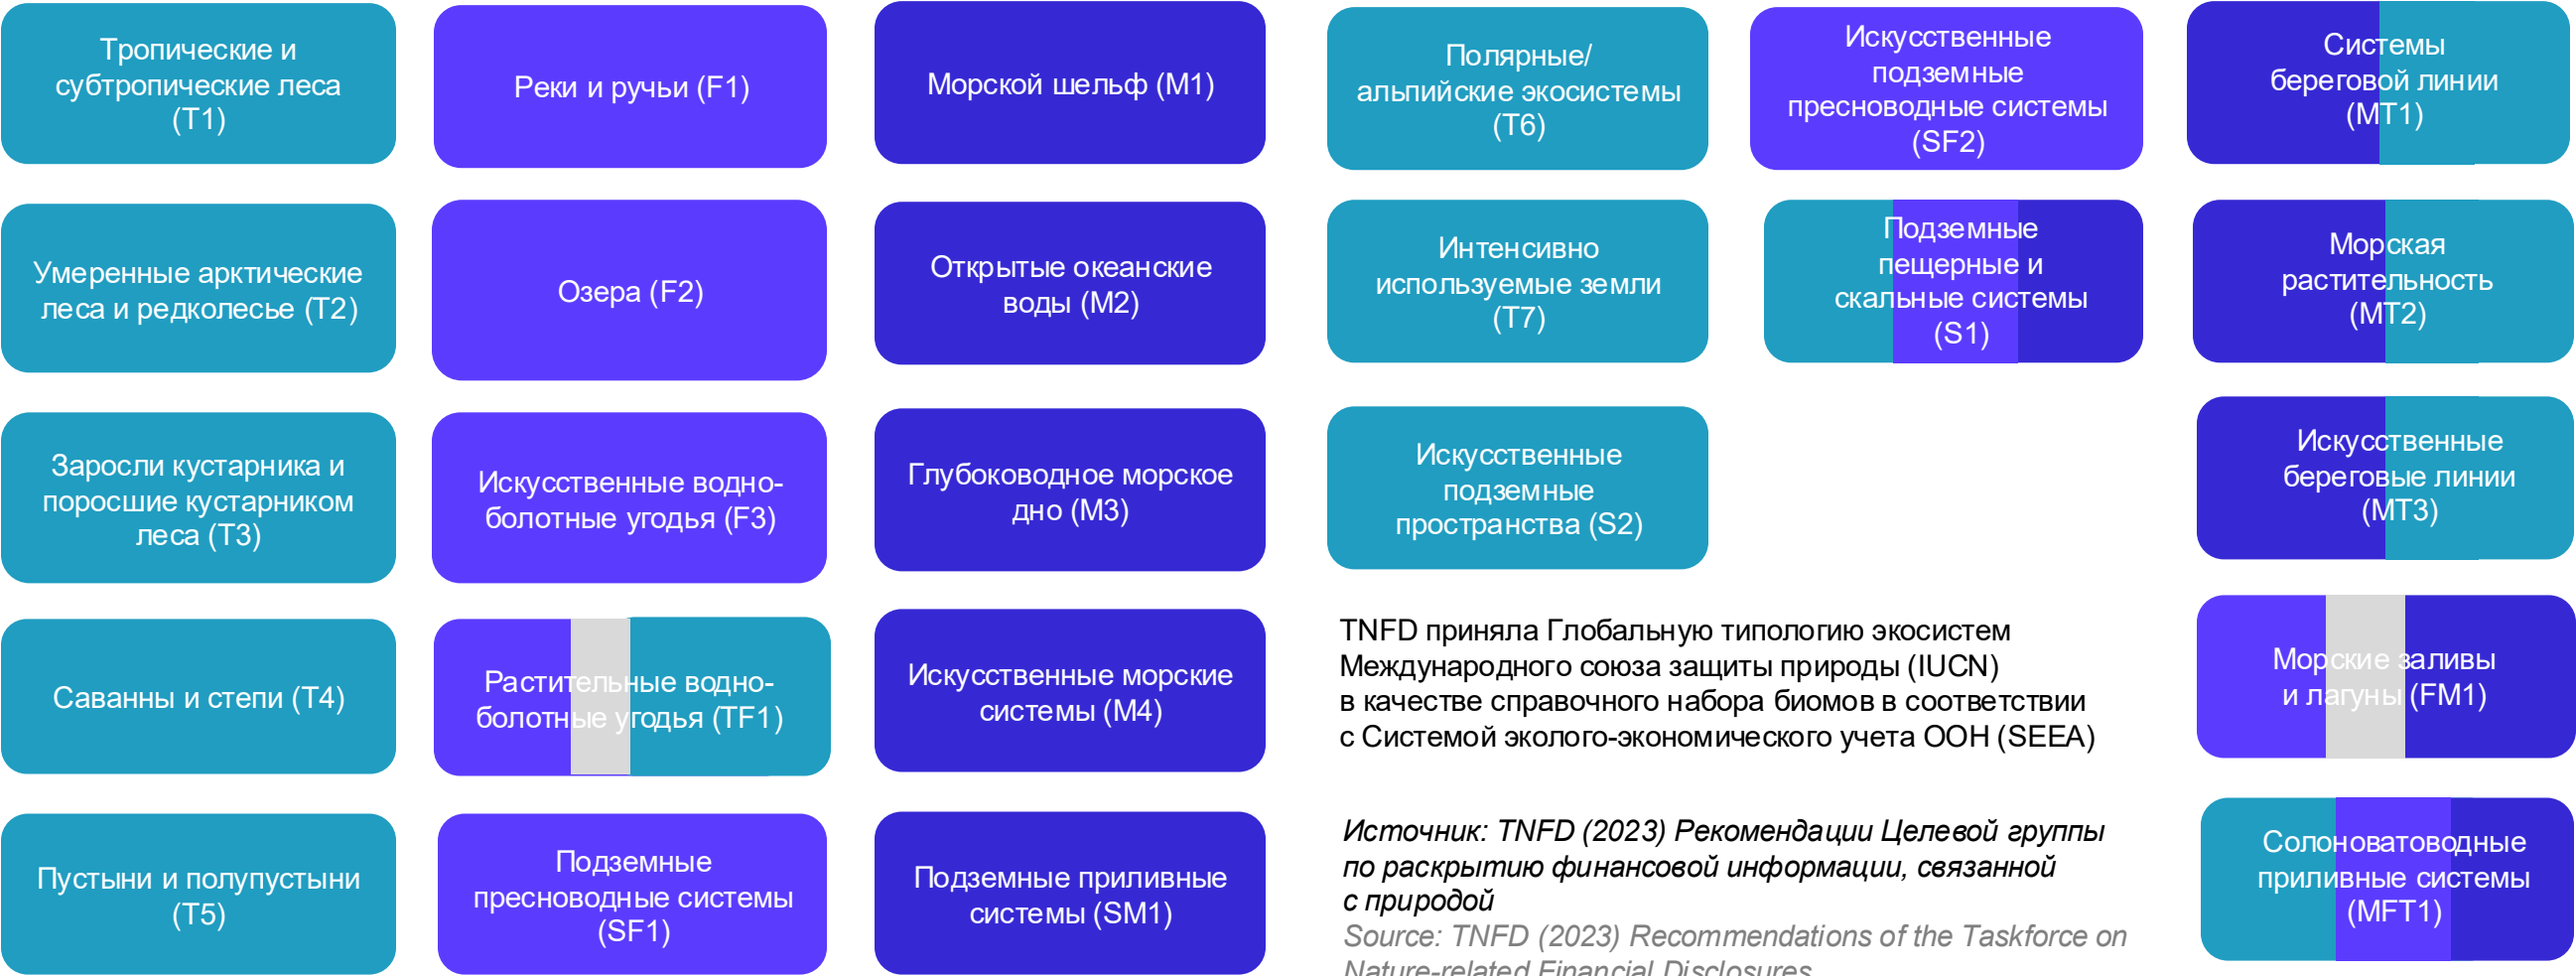 Тропические и
субтропические леса
(T1)
Реки и ручьи (F1)
Морской шельф (M1)
Полярные/
альпийские экосистемы
(T6)
Искусственные
подземные
пресноводные системы
(SF2)
Системы
береговой линии
(MT1)
Умеренные арктические
леса и редколесье (T2)
Озера (F2)
Открытые океанские
воды (M2)
Интенсивно
используемые земли
(T7)
Подземные
пещерные и
скальные системы
(S1)
Морская
растительность
(MT2)
Заросли кустарника и
поросшие кустарником
леса (T3)
Искусственные водно-
болотные угодья (F3)
Глубоководное морское
дно (M3)
Искусственные
подземные
пространства (S2)
Искусственные
береговые линии
(MT3)
Саванны и степи (T4)
Растительные водно-
болотные угодья (TF1)
Искусственные морские
системы (M4)
TNFD приняла Глобальную типологию экосистем
Международного союза защиты природы (IUCN)
в качестве справочного набора биомов в соответствии
с Системой эколого-экономического учета ООН (SEEA)
Морские заливы
и лагуны (FM1)
Пустыни и полупустыни
(T5)
Подземные
пресноводные системы
(SF1)
Подземные приливные
системы (SM1)
Источник: TNFD (2023) Рекомендации Целевой группы
по раскрытию финансовой информации, связанной
с природой
Source: TNFD (2023) Recommendations of the Taskforce on
Nature-related Financial Disclosures
Солоноватоводные
приливные системы
(MFT1)